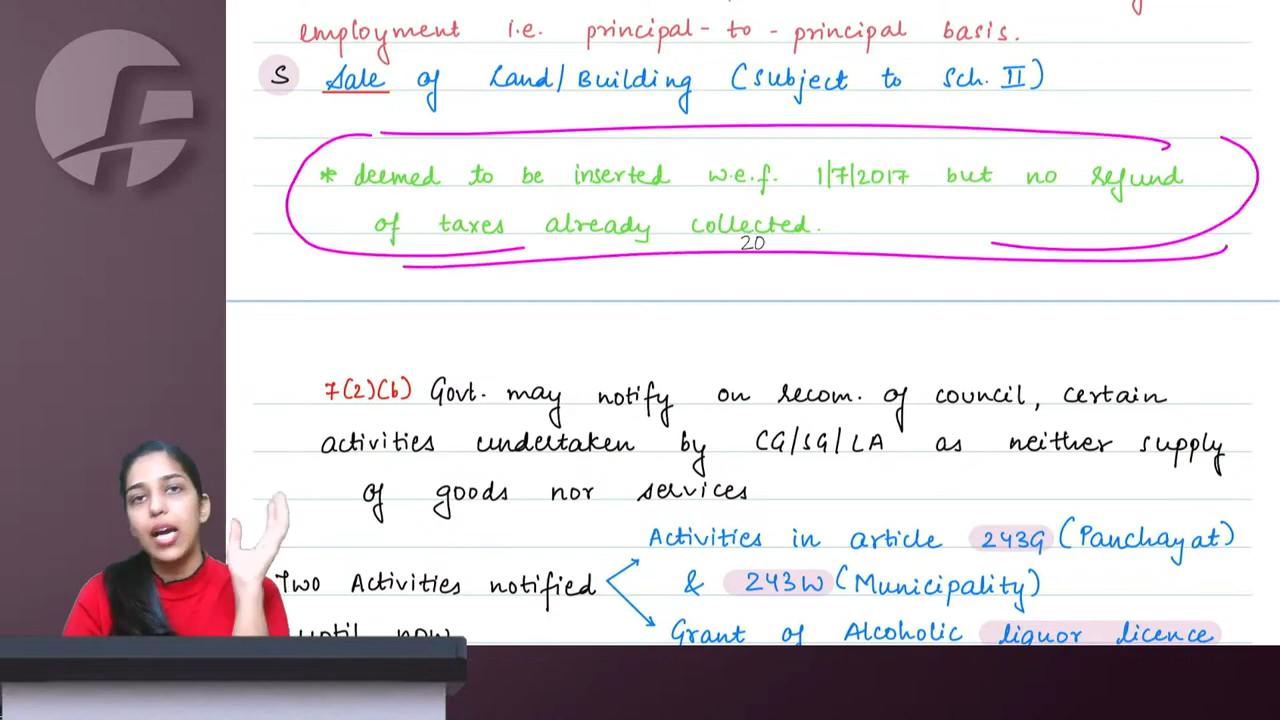 employment i.e. principal-to-principal basis.
S Sale of Land/Building (Subject to Sch. II)
* deemed to be inserted w.e.f. 1/7/2017 but no refund
of taxes already collected.
20
7(2)(b) Govt. may notify on recom. of council, certain
activities undertaken by CG/SG/LA as neither supply
of goods nor services
Activities in article 243G (Panchayat)
Two Activities notified & 243W (Municipality)
until now Grant of Alcoholic liquor licence